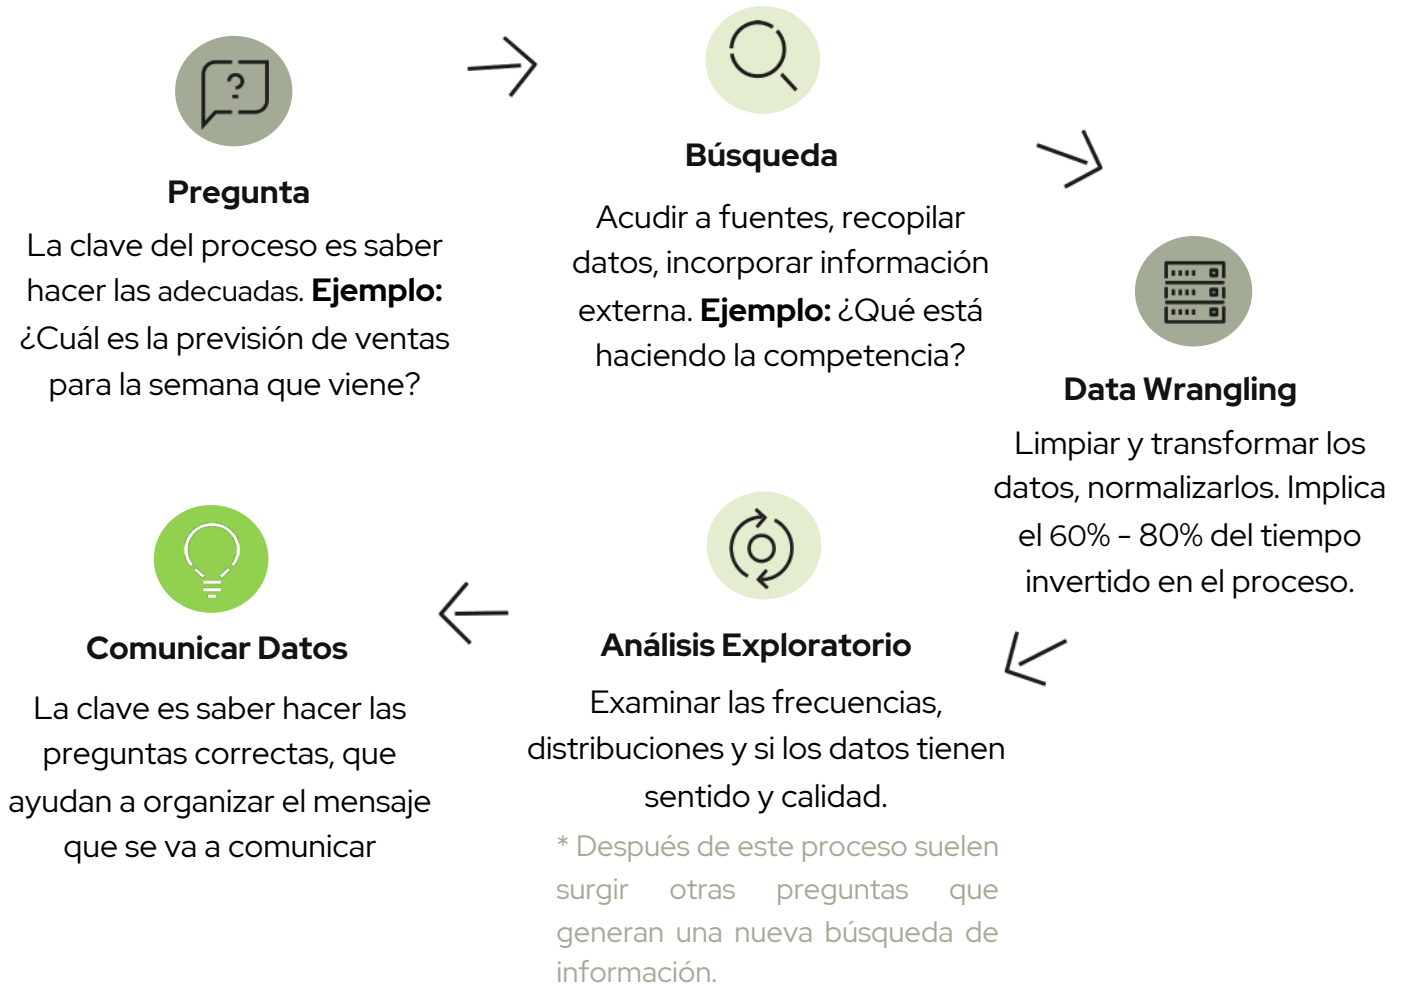 ?
Pregunta
La clave del proceso es saber
hacer las adecuadas. Ejemplo:
¿Cuál es la previsión de ventas
para la semana que viene?
Búsqueda
Acudir a fuentes, recopilar
datos, incorporar información
externa. Ejemplo: ¿Qué está
haciendo la competencia?
Data Wrangling
Limpiar y transformar los
datos, normalizarlos. Implica
el 60% - 80% del tiempo
invertido en el proceso.
Análisis Exploratorio
Examinar las frecuencias,
distribuciones y si los datos tienen
sentido y calidad.
* Después de este proceso suelen
surgir otras preguntas que
generan una nueva búsqueda de
información.
Comunicar Datos
La clave es saber hacer las
preguntas correctas, que
ayudan a organizar el mensaje
que se va a comunicar